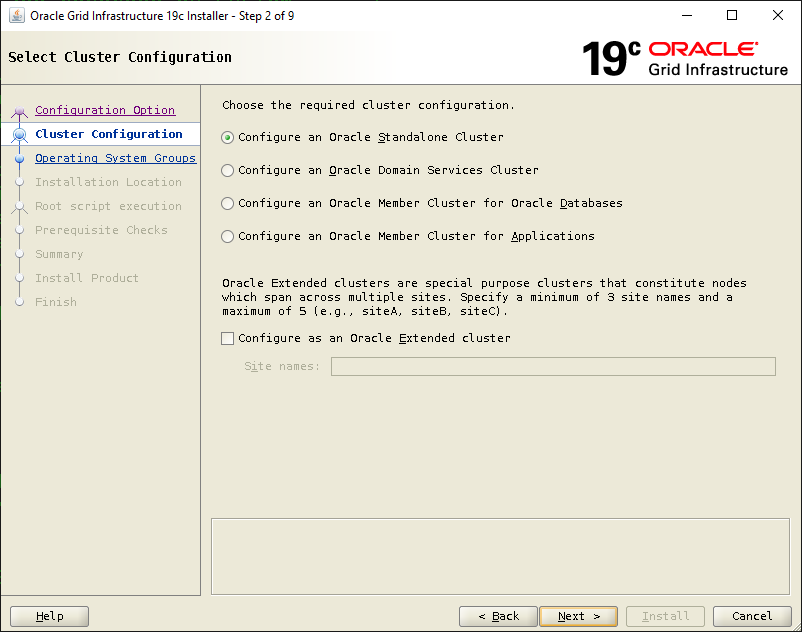 Oracle Grid Infrastructure 19c Installer - Step 2 of 9
Select Cluster Configuration
19c ORACLE
Grid Infrastructure
Configuration Option
Cluster Configuration
Operating System Groups
Installation Location
Root script execution
Prerequisite Checks
Summary
Install Product
Finish
Choose the required cluster configuration.
Configure an Oracle Standalone Cluster
Configure an Oracle Domain Services Cluster
Configure an Oracle Member Cluster for Oracle Databases
Configure an Oracle Member Cluster for Applications
Oracle Extended clusters are special purpose clusters that constitute nodes
which span across multiple sites. Specify a minimum of 3 site names and a
maximum of 5 (e.g., siteA, siteB, siteC).
Configure as an Oracle Extended cluster
Site names:
Help
< Back
Next >
Install
Cancel